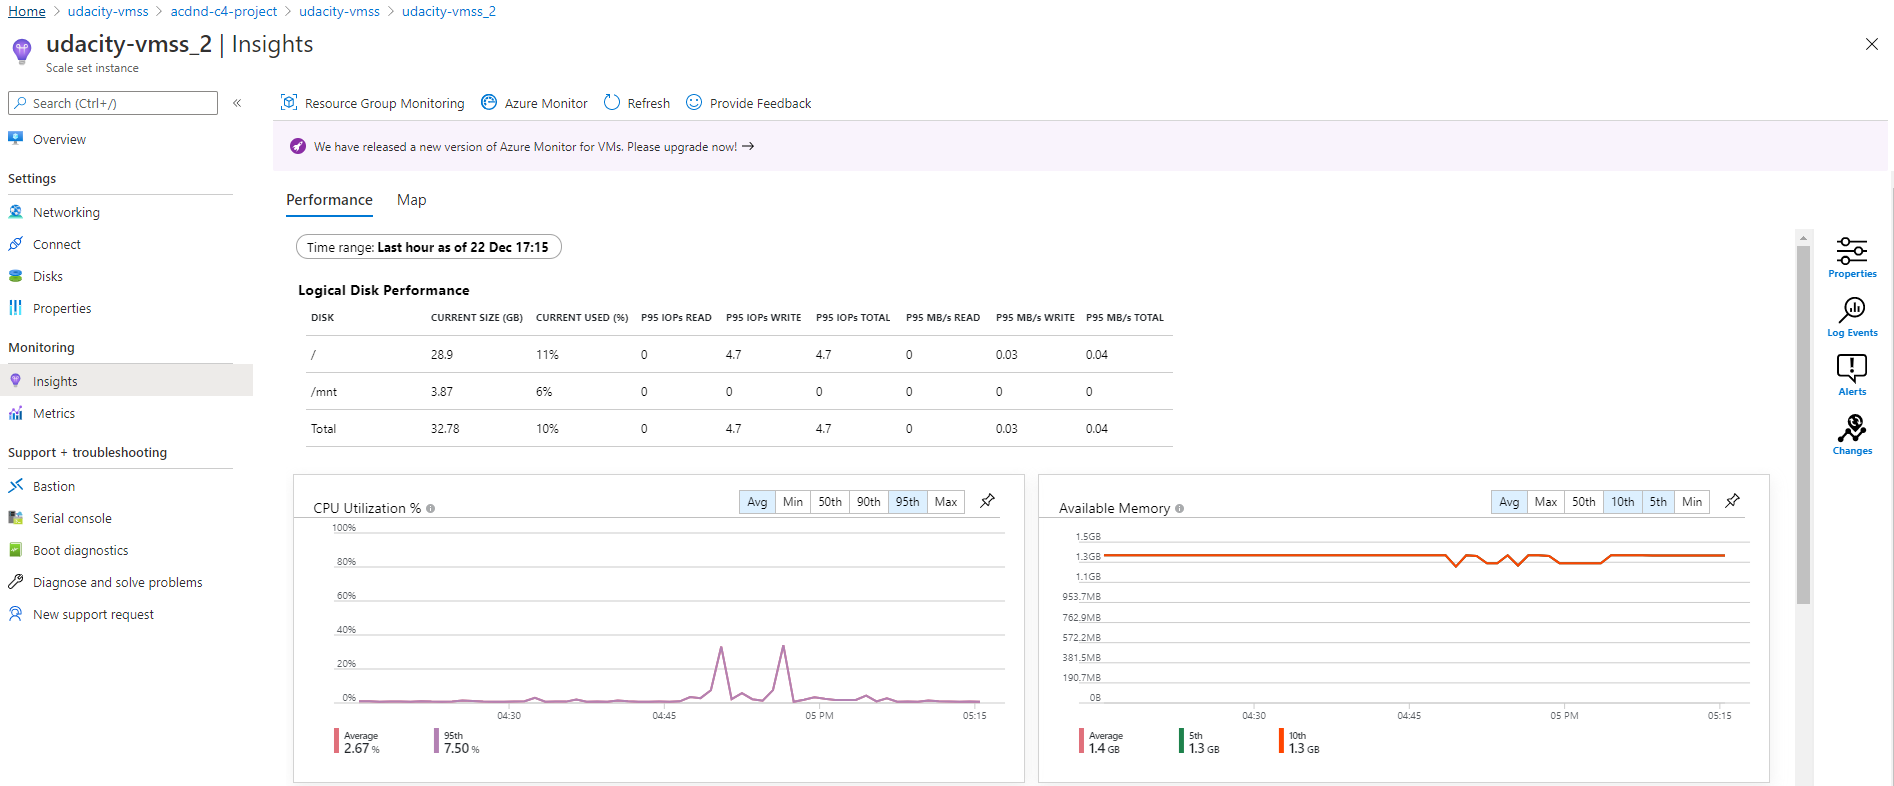 Home > udacity-vmss > acdnd-c4-project > udacity-vmss > udacity-vmss_2
udacity-vmss_2 | Insights
Scale set instance
Search (Ctrl+/)
«
Resource Group Monitoring
Azure Monitor
Refresh
Provide Feedback
We have released a new version of Azure Monitor for VMs. Please upgrade now! →
Overview
Settings
Networking
Connect
Disks
Properties
Monitoring
Insights
Metrics
Support + troubleshooting
Bastion
Serial console
Boot diagnostics
Diagnose and solve problems
New support request
Performance Map
Time range: Last hour as of 22 Dec 17:15
Logical Disk Performance
DISK CURRENT SIZE (GB) CURRENT USED (%) P95 IOPs READ P95 IOPs WRITE P95 IOPs TOTAL P95 MB/s READ P95 MB/s WRITE P95 MB/s TOTAL
/ 28.9 11% 0 4.7 4.7 0 0.03 0.04
/mnt 3.87 6% 0 0 0 0 0 0
Total 32.78 10% 0 4.7 4.7 0 0.03 0.04
CPU Utilization %
Avg Min 50th 90th 95th Max
100%
80%
60%
40%
20%
0%
04:30 04:45 05 PM 05:15
Average
2.67 %
95th
7.50 %
Available Memory
Avg Max 50th 10th 5th Min
1.5GB
1.3GB
1.1GB
953.7MB
762.9MB
572.2MB
381.5MB
190.7MB
0B
04:30 04:45 05 PM 05:15
Average
1.4 GB
5th
1.3 GB
10th
1.3 GB
Properties
Log Events
Alerts
Changes